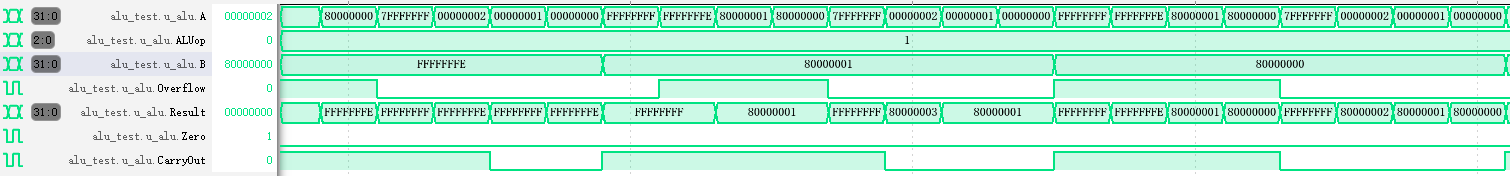 31:0 alu_test.u_alu.A 00000002 80000000 7FFFFFFF 00000002 00000001 00000000 FFFFFFFF FFFFFFFE 80000001 80000000 7FFFFFFF 00000002 00000001 00000000 FFFFFFFF FFFFFFFE 80000001 80000000 7FFFFFFF 00000002 00000001 00000000
2:0 alu_test.u_alu.ALUop 0 1
31:0 alu_test.u_alu.B 80000000 FFFFFFFE 80000001 80000000
alu_test.u_alu.Overflow 0
31:0 alu_test.u_alu.Result 00000000 FFFFFFFE FFFFFFFF FFFFFFFE FFFFFFFF FFFFFFFE FFFFFFFF 80000001 FFFFFFFF 80000003 80000001 FFFFFFFF FFFFFFFE 80000001 80000000 FFFFFFFF 80000002 80000001 80000000
alu_test.u_alu.Zero 1
alu_test.u_alu.CarryOut 0